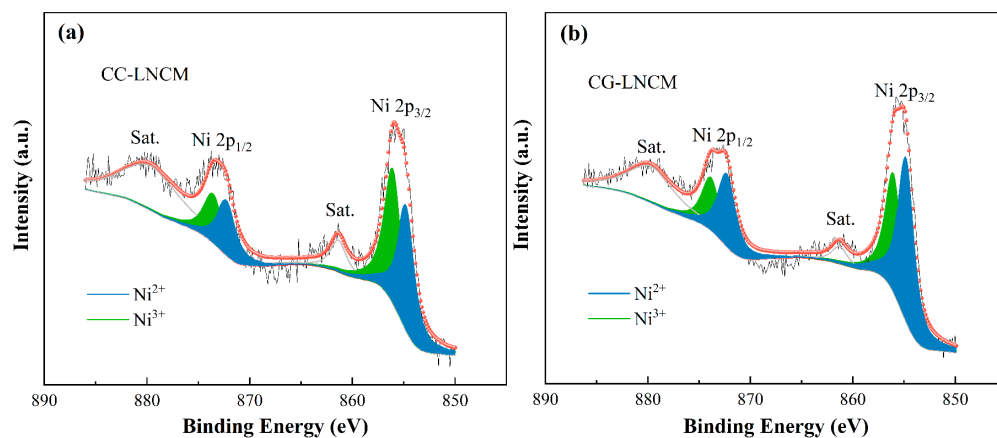 (a)
CC-LNCM
Sat.
Ni 2p1/2
Sat.
Ni 2p3/2
Ni2+
Ni3+
Intensity (a.u.)
890 880 870 860 850
Binding Energy (eV)
(b)
CG-LNCM
Sat.
Ni 2p1/2
Sat.
Ni 2p3/2
Ni2+
Ni3+
Intensity (a.u.)
890 880 870 860 850
Binding Energy (eV)